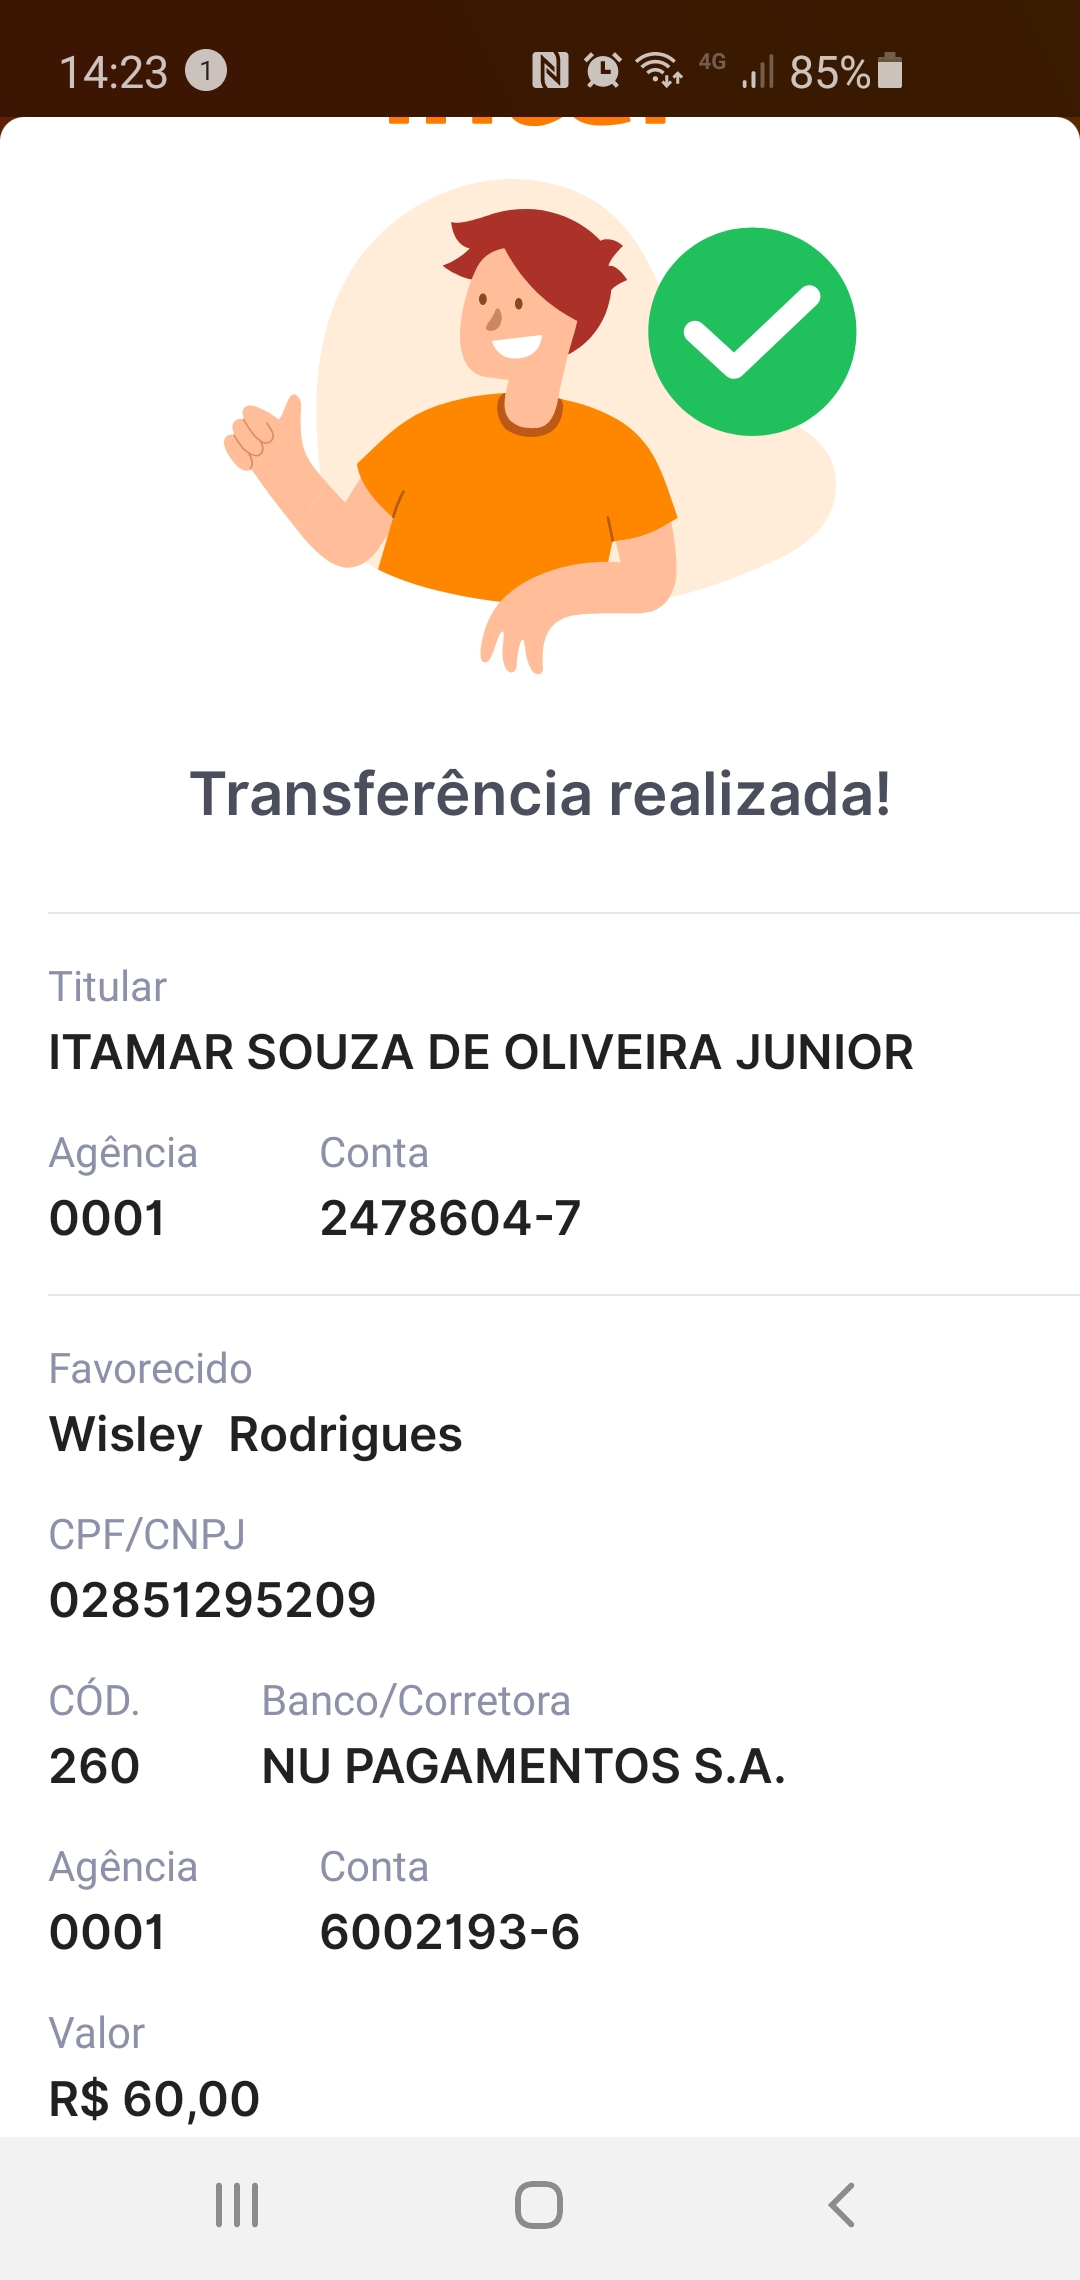 14:23 1 4G 85%
Transferência realizada!
Titular
ITAMAR SOUZA DE OLIVEIRA JUNIOR
Agência Conta
0001 2478604-7
Favorecido
Wisley Rodrigues
CPF/CNPJ
02851295209
CÓD. Banco/Corretora
260 NU PAGAMENTOS S.A.
Agência Conta
0001 6002193-6
Valor
R$ 60,00